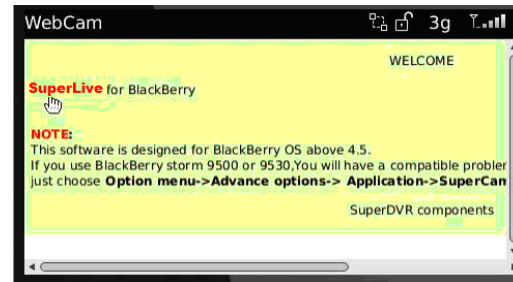 WebCam 3g
WELCOME
SuperLive for BlackBerry
NOTE:
This software is designed for BlackBerry OS above 4.5.
If you use BlackBerry storm 9500 or 9530,You will have a compatible probler
just choose Option menu->Advance options-> Application->SuperCam
SuperDVR components